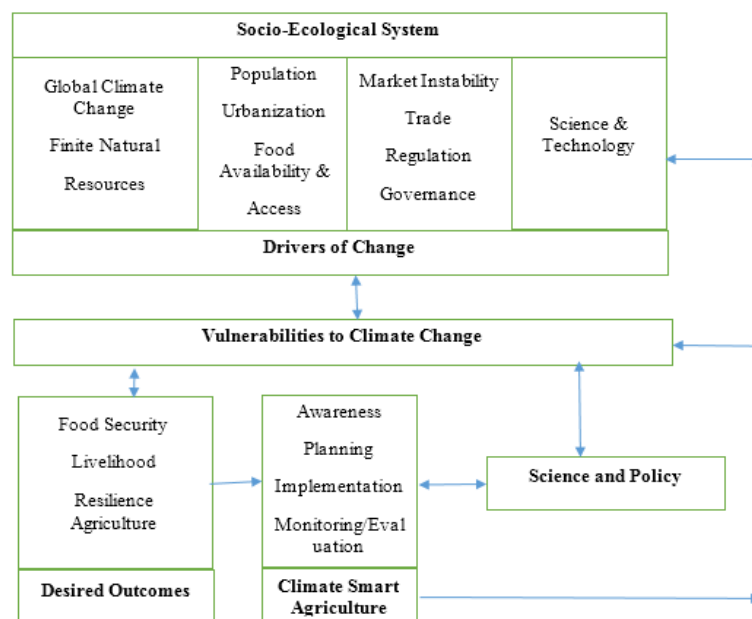 Socio-Ecological System
Global Climate
Change
Finite Natural
Resources
Population
Urbanization
Food
Availability &
Access
Market Instability
Trade
Regulation
Governance
Science &
Technology
Drivers of Change
Vulnerabilities to Climate Change
Food Security
Livelihood
Resilience
Agriculture
Desired Outcomes
Awareness
Planning
Implementation
Monitoring/Eval
uation
Climate Smart
Agriculture
Science and Policy